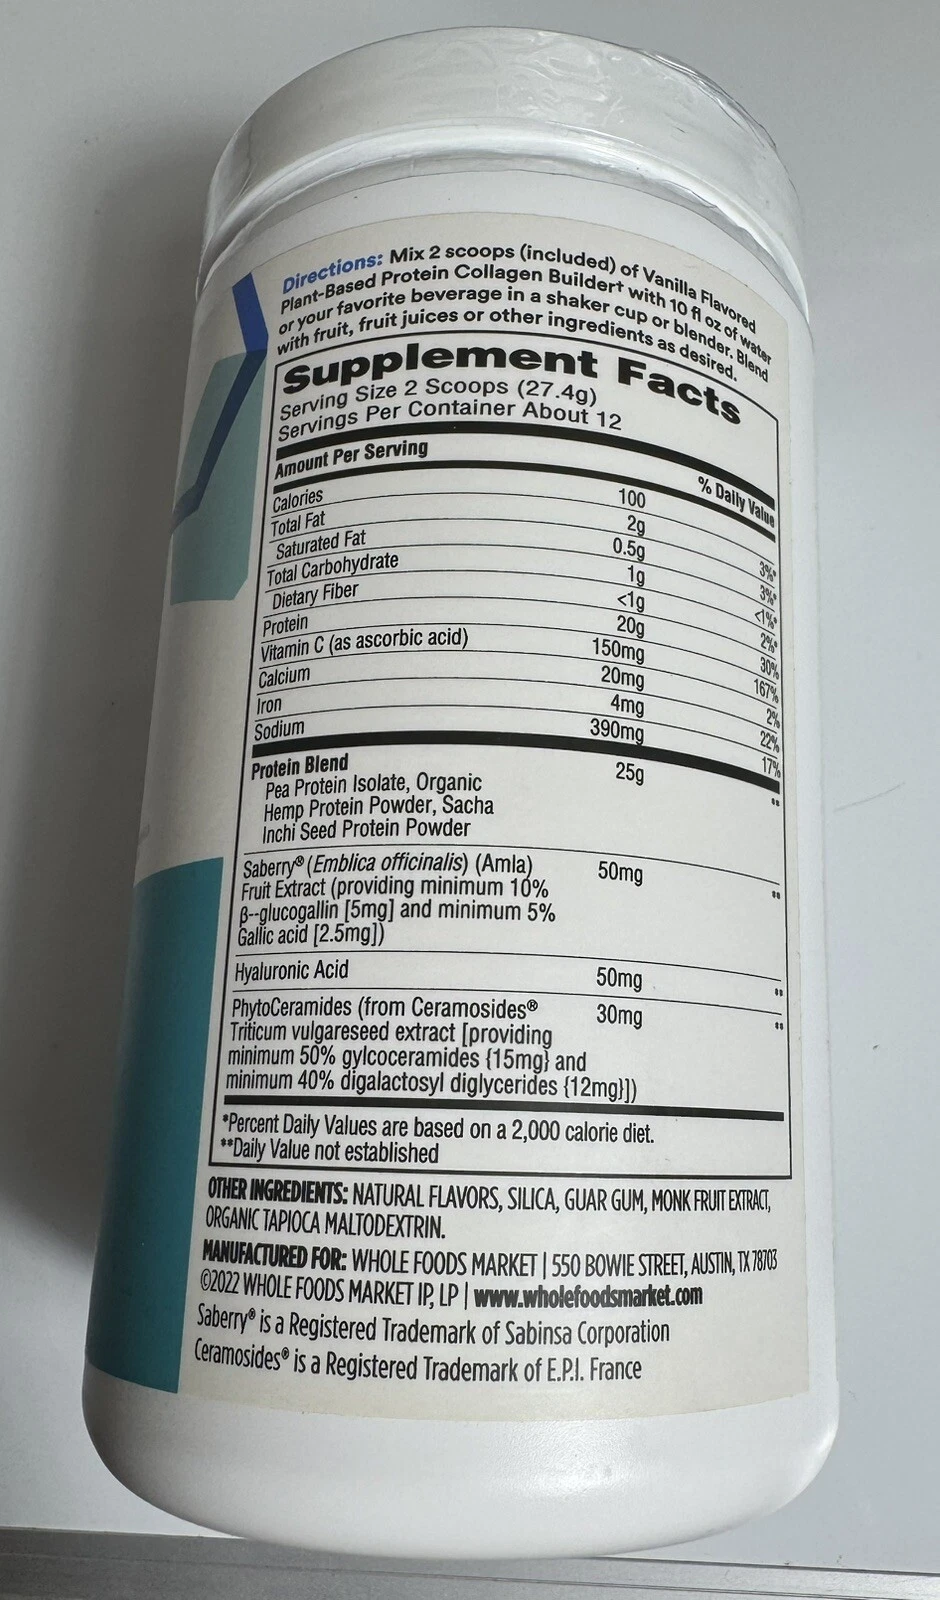 Directions: Mix 2 scoops (included) of Vanilla Flavored
Plant-Based Protein Collagen Builder† with 10 fl oz of water
or your favorite beverage in a shaker cup or blender. Blend
with fruit, fruit juices or other ingredients as desired.
Supplement Facts
Serving Size 2 Scoops (27.4g)
Servings Per Container About 12
Amount Per Serving % Daily Value
Calories 100
Total Fat 2g 3%*
Saturated Fat 0.5g 3%*
Total Carbohydrate 1g <1%*
Dietary Fiber <1g 2%*
Protein 20g 30%
Vitamin C (as ascorbic acid) 150mg 167%
Calcium 20mg 2%
Iron 4mg 22%
Sodium 390mg 17%
Protein Blend 25g **
Pea Protein Isolate, Organic
Hemp Protein Powder, Sacha
Inchi Seed Protein Powder
Saberry® (Emblica officinalis) (Amla) 50mg **
Fruit Extract (providing minimum 10%
β--glucogallin [5mg] and minimum 5%
Gallic acid [2.5mg])
Hyaluronic Acid 50mg **
PhytoCeramides (from Ceramosides® 30mg **
Triticum vulgareseed extract [providing
minimum 50% gylcoceramides {15mg} and
minimum 40% digalactosyl diglycerides {12mg}])
*Percent Daily Values are based on a 2,000 calorie diet.
**Daily Value not established
OTHER INGREDIENTS: NATURAL FLAVORS, SILICA, GUAR GUM, MONK FRUIT EXTRACT,
ORGANIC TAPIOCA MALTODEXTRIN.
MANUFACTURED FOR: WHOLE FOODS MARKET | 550 BOWIE STREET, AUSTIN, TX 78703
©2022 WHOLE FOODS MARKET IP, LP | www.wholefoodsmarket.com
Saberry® is a Registered Trademark of Sabinsa Corporation
Ceramosides® is a Registered Trademark of E.P.I. France